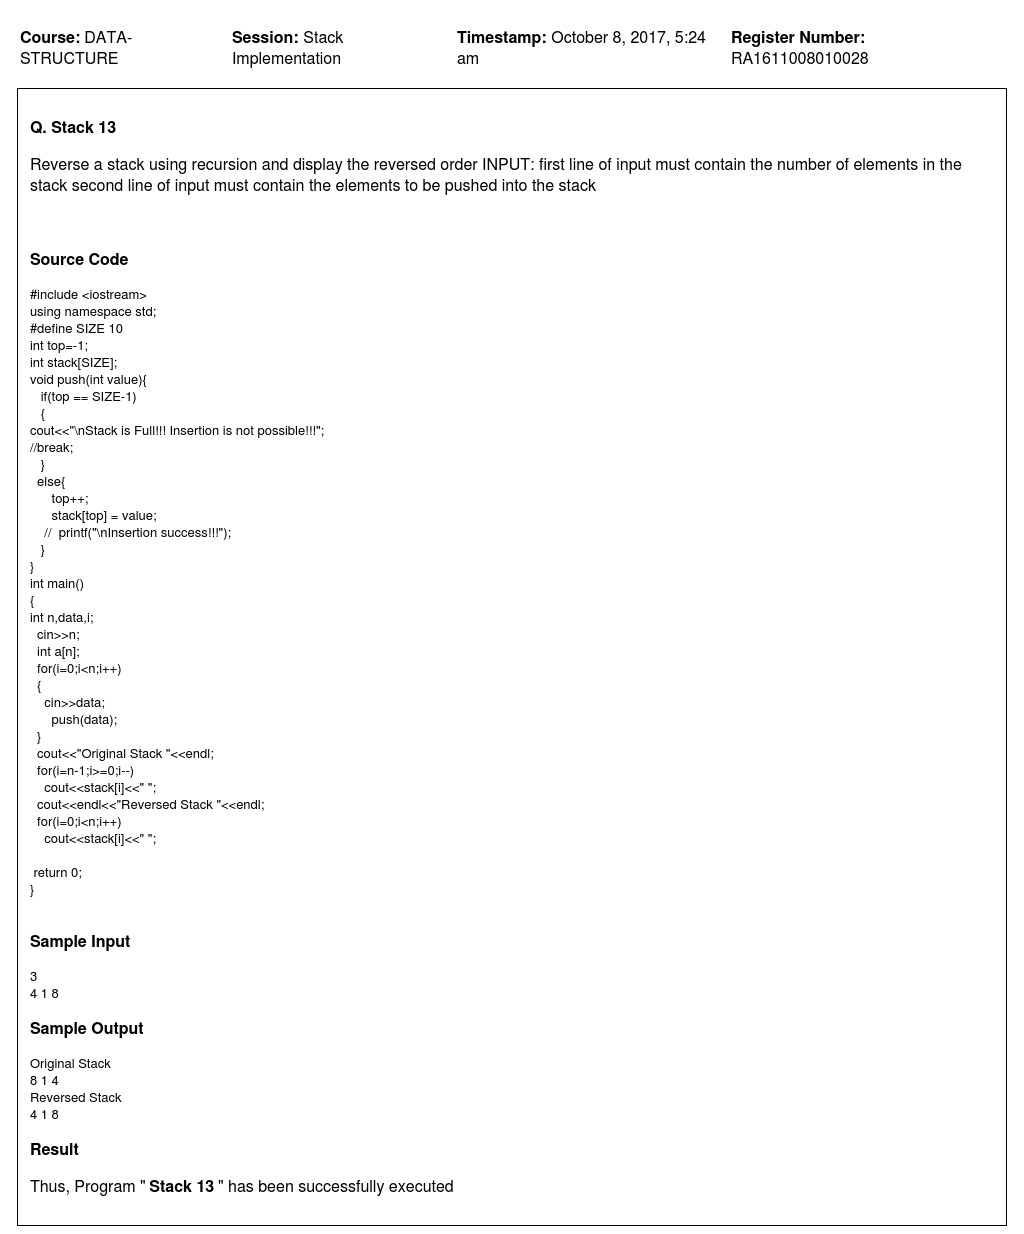 Course: DATA-STRUCTURE
Session: Stack Implementation
Timestamp: October 8, 2017, 5:24 am
Register Number: RA1611008010028
Q. Stack 13
Reverse a stack using recursion and display the reversed order INPUT: first line of input must contain the number of elements in the
stack second line of input must contain the elements to be pushed into the stack
Source Code
#include <iostream>
using namespace std;
#define SIZE 10
int top=-1;
int stack[SIZE];
void push(int value){
   if(top == SIZE-1)
   {
cout<<"\nStack is Full!!! Insertion is not possible!!!";
//break;
   }
  else{
      top++;
      stack[top] = value;
    //  printf("\nInsertion success!!!");
   }
}
int main()
{
int n,data,i;
  cin>>n;
  int a[n];
  for(i=0;i<n;i++)
  {
    cin>>data;
      push(data);
  }
  cout<<"Original Stack "<<endl;
  for(i=n-1;i>=0;i--)
    cout<<stack[i]<<" ";
  cout<<endl<<"Reversed Stack "<<endl;
  for(i=0;i<n;i++)
    cout<<stack[i]<<" ";
 return 0;
}
Sample Input
3
4 1 8
Sample Output
Original Stack
8 1 4
Reversed Stack
4 1 8
Result
Thus, Program " Stack 13 " has been successfully executed